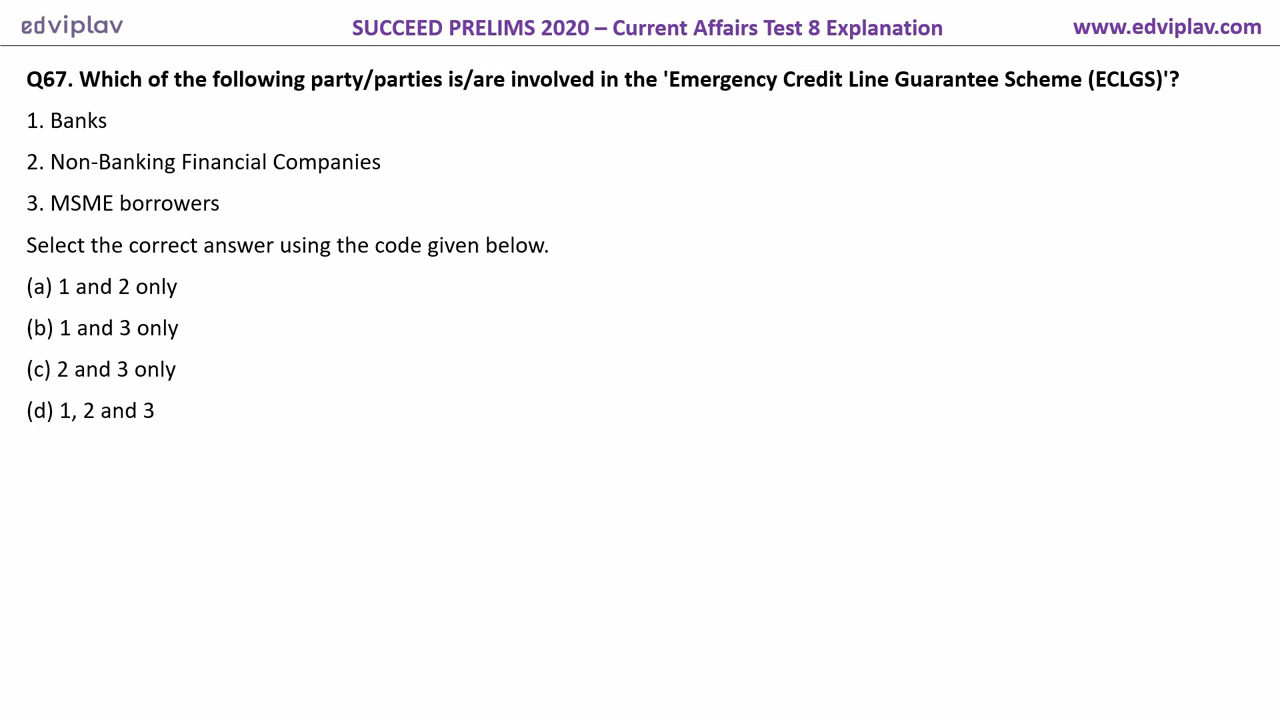 edviplav
SUCCEED PRELIMS 2020 – Current Affairs Test 8 Explanation
www.edviplav.com
Q67. Which of the following party/parties is/are involved in the 'Emergency Credit Line Guarantee Scheme (ECLGS)'?
1. Banks
2. Non-Banking Financial Companies
3. MSME borrowers
Select the correct answer using the code given below.
(a) 1 and 2 only
(b) 1 and 3 only
(c) 2 and 3 only
(d) 1, 2 and 3